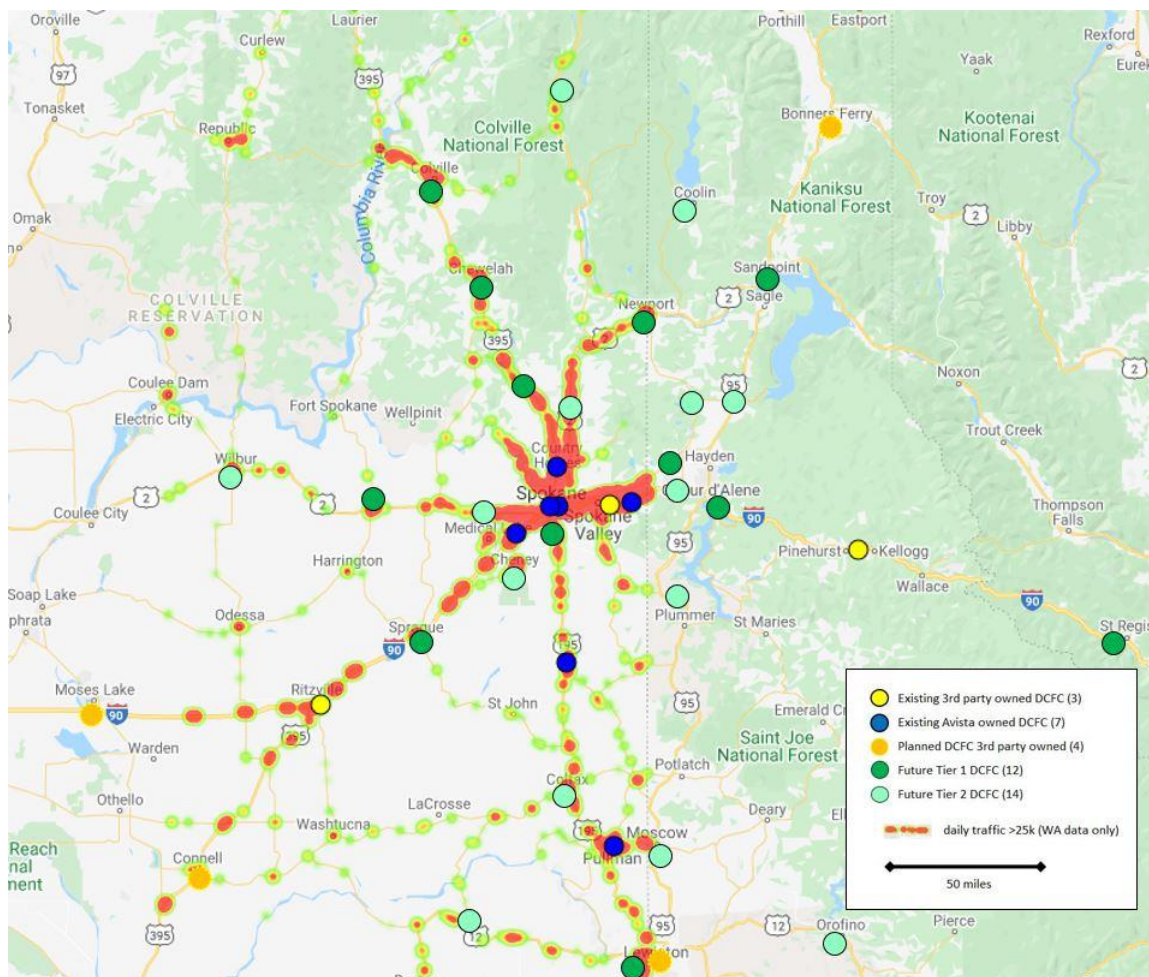 Oroville
Laurier
Porthill
Eastport
Rexford
Curlew
Yaak
97
395
Tonasket
Bonners Ferry
Republic
Colville
National Forest
Kootenai
National Forest
Colville
Kaniksu
National Forest
Coolin
Troy
2
Omak
Libby
Columbia River
Chewelah
Sandpoint
COLVILLE
RESERVATION
Newport
2
Sagle
395
2
Coulee Dam
Noxon
95
Electric City
Fort Spokane
Wellpinit
Trout Creek
Country
Homes
Wilbur
Hayden
2
2
Spokane
Coeur d'Alene
Coulee City
Spokane
Valley
90
Thompson
Falls
Medical Lake
95
Pinehurst
Kellogg
Harrington
Cheney
Wallace
90
Soap Lake
Plummer
phrata
Odessa
St Maries
Sprague
195
St Regis
90
Moses Lake
Ritzville
90
St John
95
395
Warden
Saint Joe
National Forest
Emerald Cr
Potlatch
Othello
Colfax
LaCrosse
Deary
Washtucna
195
Moscow
Reach
nal
ment
Connell
Pullman
12
95
12
Orofino
Pierce
395
Lewiston
Existing 3rd party owned DCFC (3)
Existing Avista owned DCFC (7)
Planned DCFC 3rd party owned (4)
Future Tier 1 DCFC (12)
Future Tier 2 DCFC (14)
daily traffic >25k (WA data only)
50 miles